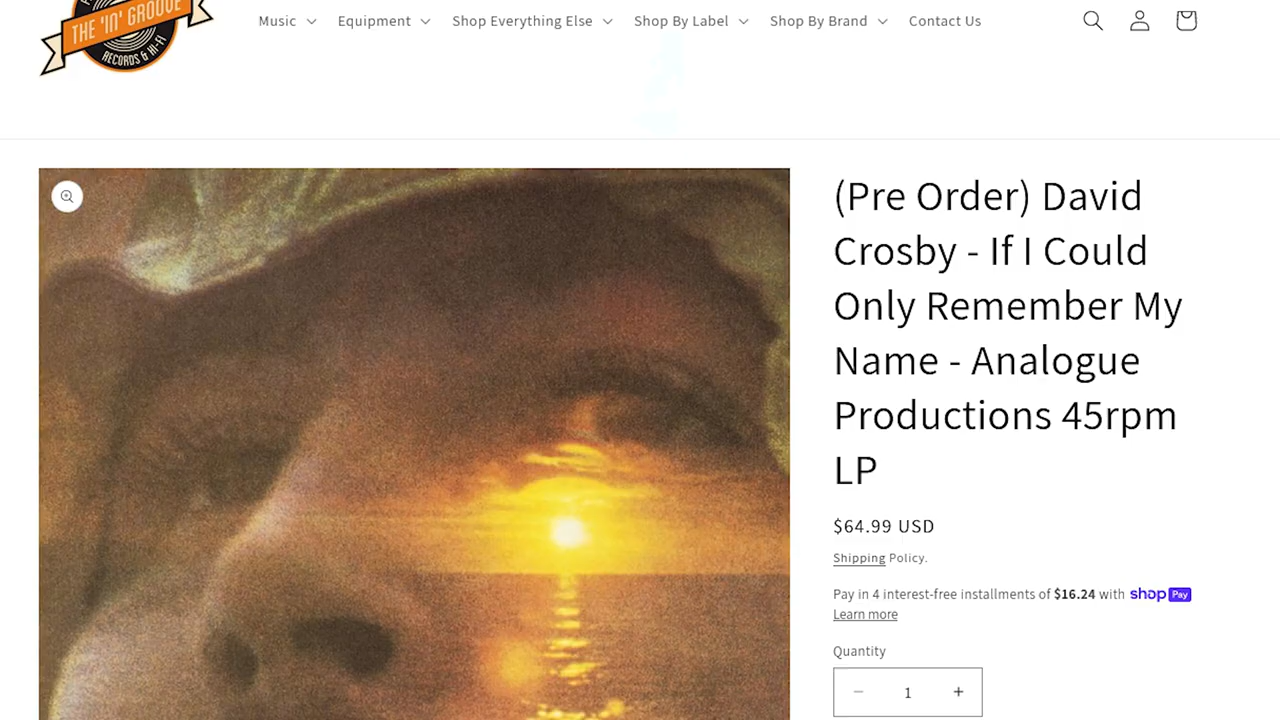 THE 'IN' GROOVE
RECORDS & HI-FI
Music
Equipment
Shop Everything Else
Shop By Label
Shop By Brand
Contact Us
(Pre Order) David
Crosby - If I Could
Only Remember My
Name - Analogue
Productions 45rpm
LP
$64.99 USD
Shipping Policy.
Pay in 4 interest-free installments of $16.24 with shop Pay
Learn more
Quantity
1